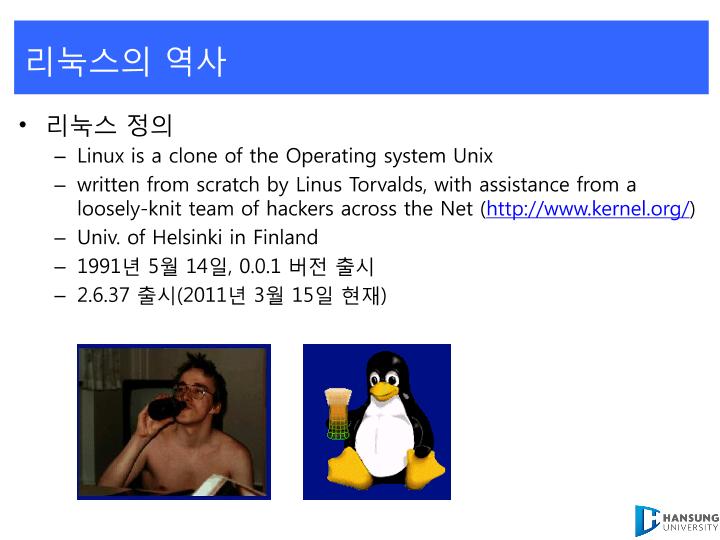 리눅스의 역사
• 리눅스 정의
– Linux is a clone of the Operating system Unix
– written from scratch by Linus Torvalds, with assistance from a
loosely-knit team of hackers across the Net (http://www.kernel.org/)
– Univ. of Helsinki in Finland
– 1991년 5월 14일, 0.0.1 버전 출시
– 2.6.37 출시(2011년 3월 15일 현재)
HANSUNG
UNIVERSITY